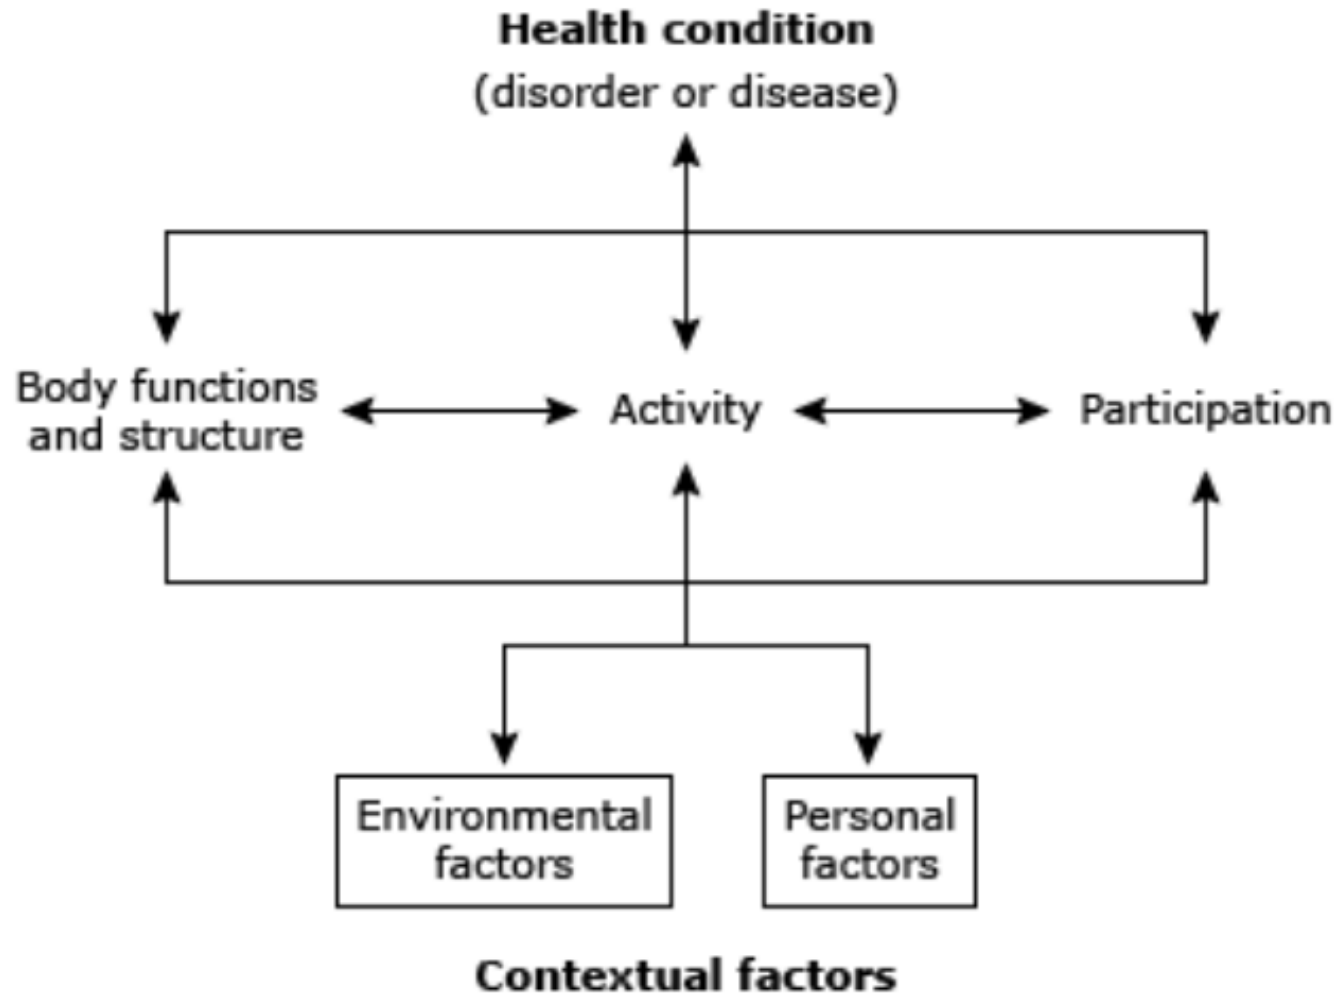 Health condition
(disorder or disease)
Body functions
and structure
Activity
Participation
Environmental
factors
Personal
factors
Contextual factors